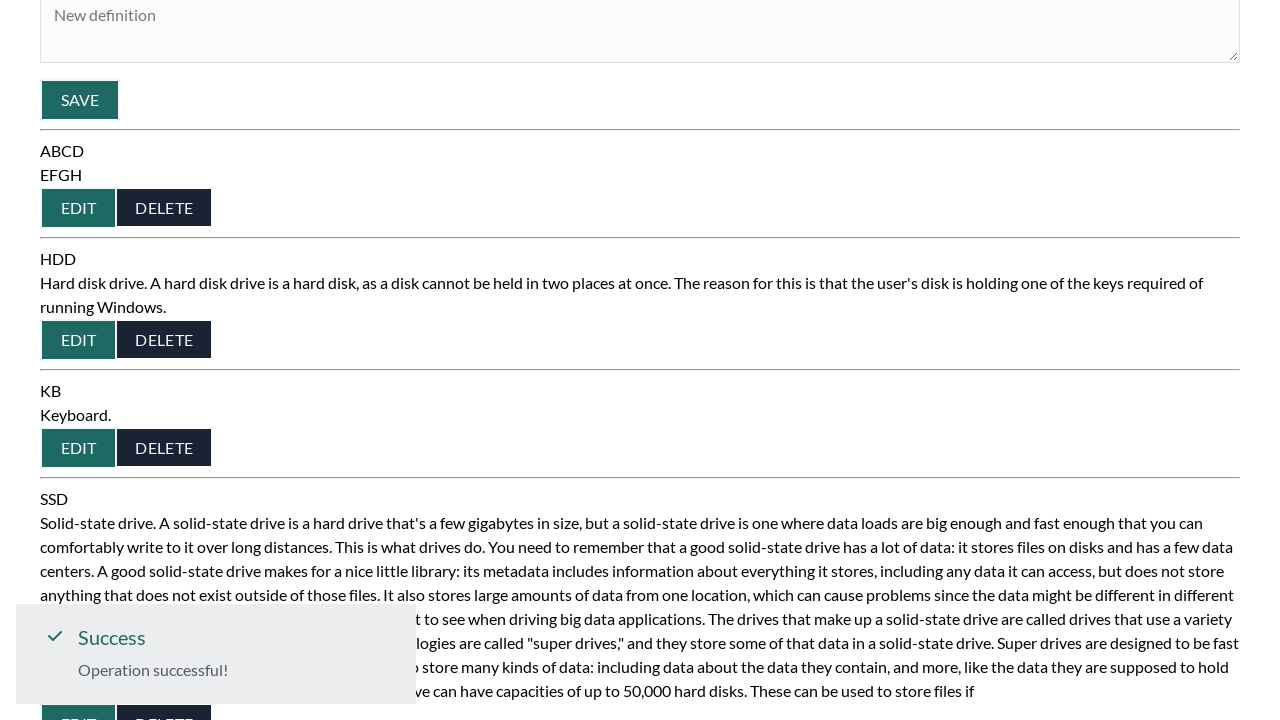 New definition
SAVE
ABCD
EFGH
EDIT DELETE
HDD
Hard disk drive. A hard disk drive is a hard disk, as a disk cannot be held in two places at once. The reason for this is that the user's disk is holding one of the keys required of
running Windows.
EDIT DELETE
KB
Keyboard.
EDIT DELETE
SSD
Solid-state drive. A solid-state drive is a hard drive that's a few gigabytes in size, but a solid-state drive is one where data loads are big enough and fast enough that you can
comfortably write to it over long distances. This is what drives do. You need to remember that a good solid-state drive has a lot of data: it stores files on disks and has a few data
centers. A good solid-state drive makes for a nice little library: its metadata includes information about everything it stores, including any data it can access, but does not store
anything that does not exist outside of those files. It also stores large amounts of data from one location, which can cause problems since the data might be different in different
t to see when driving big data applications. The drives that make up a solid-state drive are called drives that use a variety
logies are called "super drives," and they store some of that data in a solid-state drive. Super drives are designed to be fast
o store many kinds of data: including data about the data they contain, and more, like the data they are supposed to hold
ve can have capacities of up to 50,000 hard disks. These can be used to store files if
Success
Operation successful!
EDIT DELETE